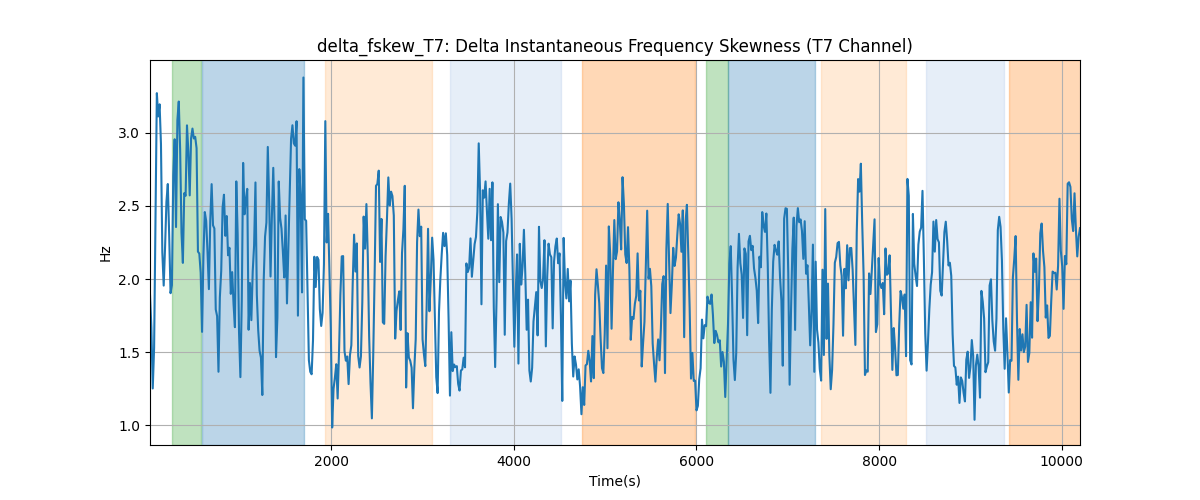 delta_fskew_T7: Delta Instantaneous Frequency Skewness (T7 Channel)
3.0
2.5
2.0
1.5
1.0
Hz
2000 4000 6000 8000 10000
Time(s)